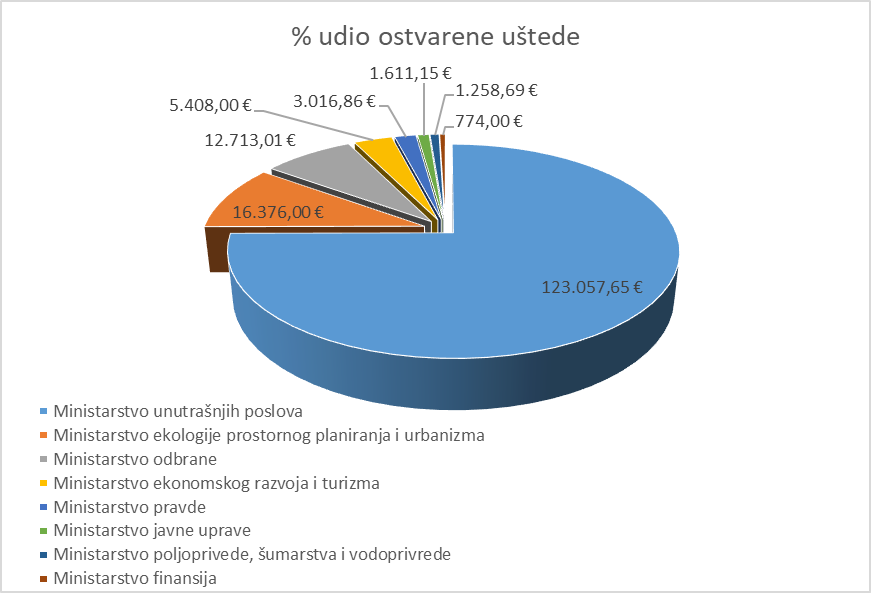 % udio ostvarene uštede
1.611,15 €
1.258,69 €
3.016,86 €
5.408,00 €
774,00 €
12.713,01 €
16.376,00 €
123.057,65 €
Ministarstvo unutrašnjih poslova
Ministarstvo ekologije prostornog planiranja i urbanizma
Ministarstvo odbrane
Ministarstvo ekonomskog razvoja i turizma
Ministarstvo pravde
Ministarstvo javne uprave
Ministarstvo poljoprivede, šumarstva i vodoprivrede
Ministarstvo finansija